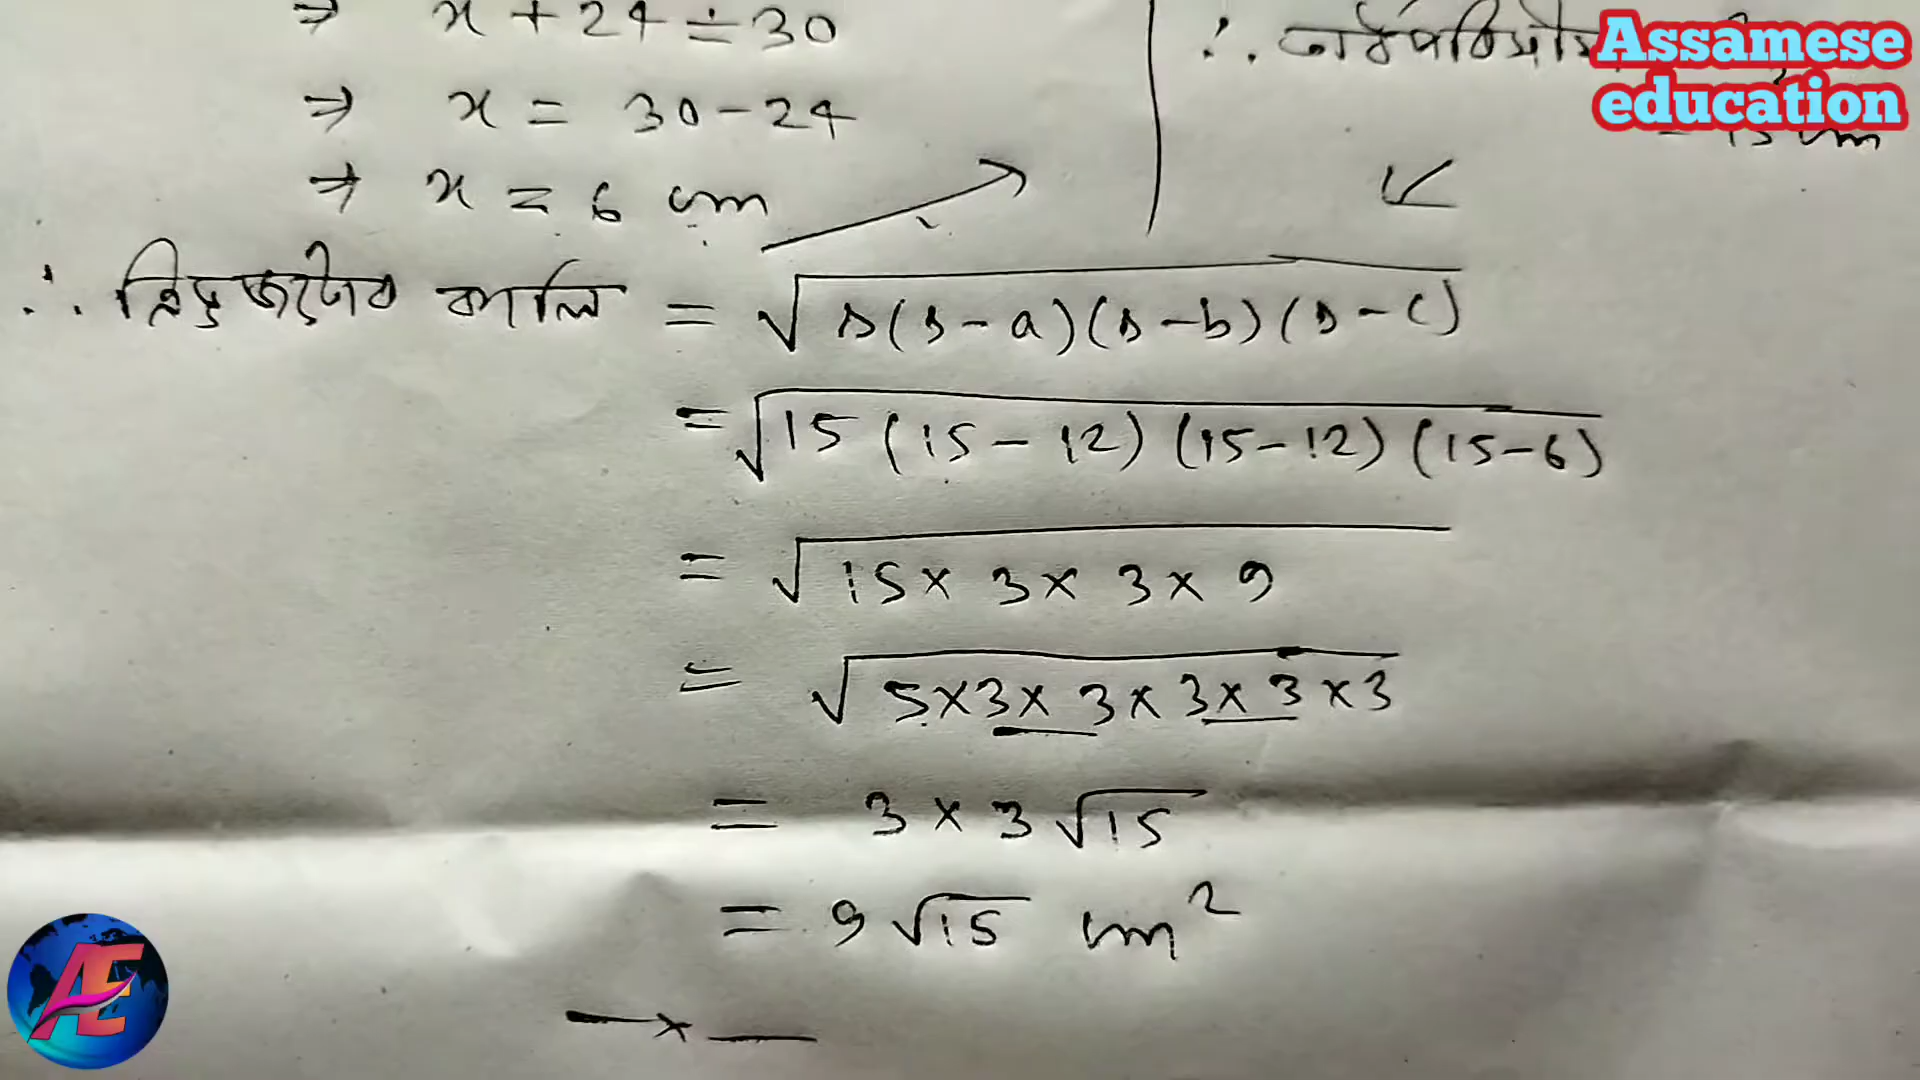 ⇒ x + 24 = 30
⇒ x = 30 - 24
⇒ x = 6 cm
∴
Assamese
education
∴ ত্ৰিভুজটোৰ কালি = √s(s-a)(s-b)(s-c)
= √15 (15 - 12) (15-12) (15-6)
= √15 × 3 × 3 × 9
= √5×3× 3× 3× 3 ×3
= 3 × 3 √15
= 9 √15 cm²
—×—
AE